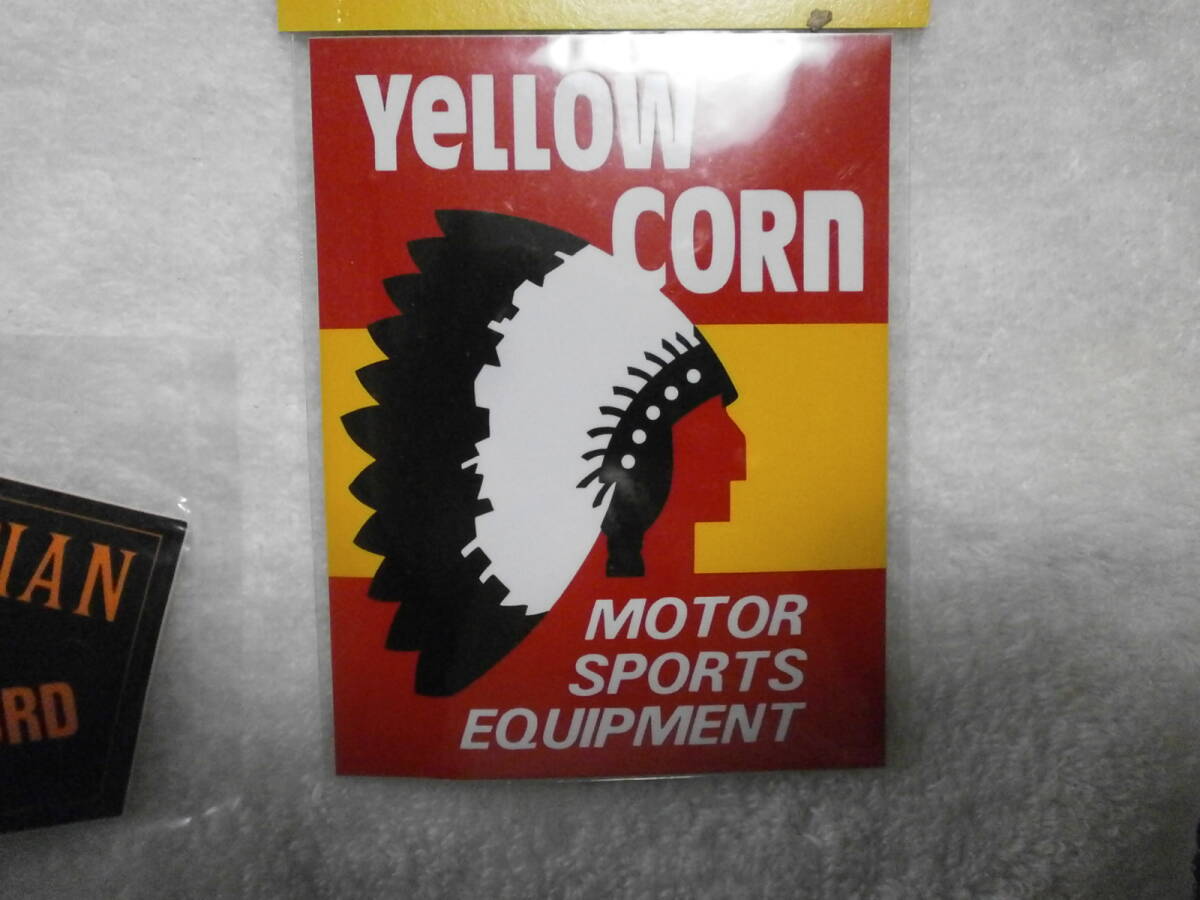 YeLLOW
CORn
MOTOR
SPORTS
EQUIPMENT
IAN
RD